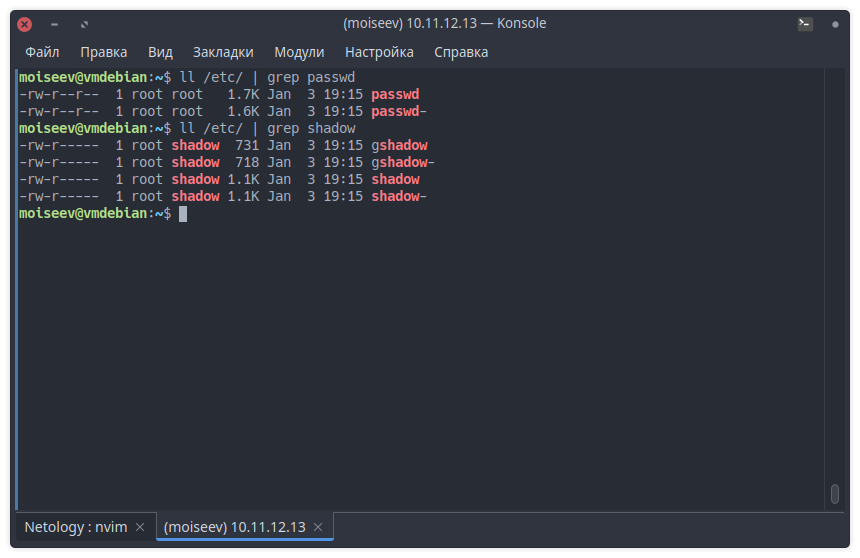 (moiseev) 10.11.12.13 — Konsole
Файл Правка Вид Закладки Модули Настройка Справка
moiseev@vmdebian:~$ ll /etc/ | grep passwd
-rw-r--r--  1 root root   1.7K Jan  3 19:15 passwd
-rw-r--r--  1 root root   1.6K Jan  3 19:15 passwd-
moiseev@vmdebian:~$ ll /etc/ | grep shadow
-rw-r-----  1 root shadow  731 Jan  3 19:15 gshadow
-rw-r-----  1 root shadow  718 Jan  3 19:15 gshadow-
-rw-r-----  1 root shadow 1.1K Jan  3 19:15 shadow
-rw-r-----  1 root shadow 1.1K Jan  3 19:15 shadow-
moiseev@vmdebian:~$
Netology : nvim (moiseev) 10.11.12.13